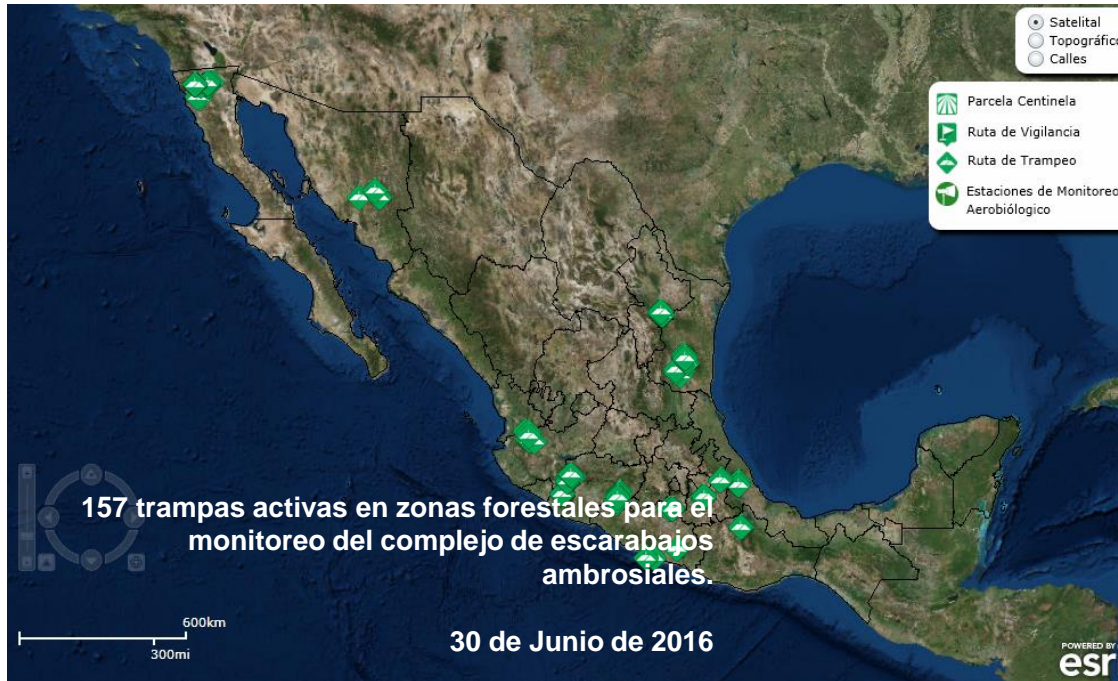 Satelital
Topográfico
Calles
Parcela Centinela
Ruta de Vigilancia
Ruta de Trampeo
Estaciones de Monitoreo
Aerobiólogico
157 trampas activas en zonas forestales para el
monitoreo del complejo de escarabajos
ambrosiales.
30 de Junio de 2016
600km
300mi
POWERED BY
esri